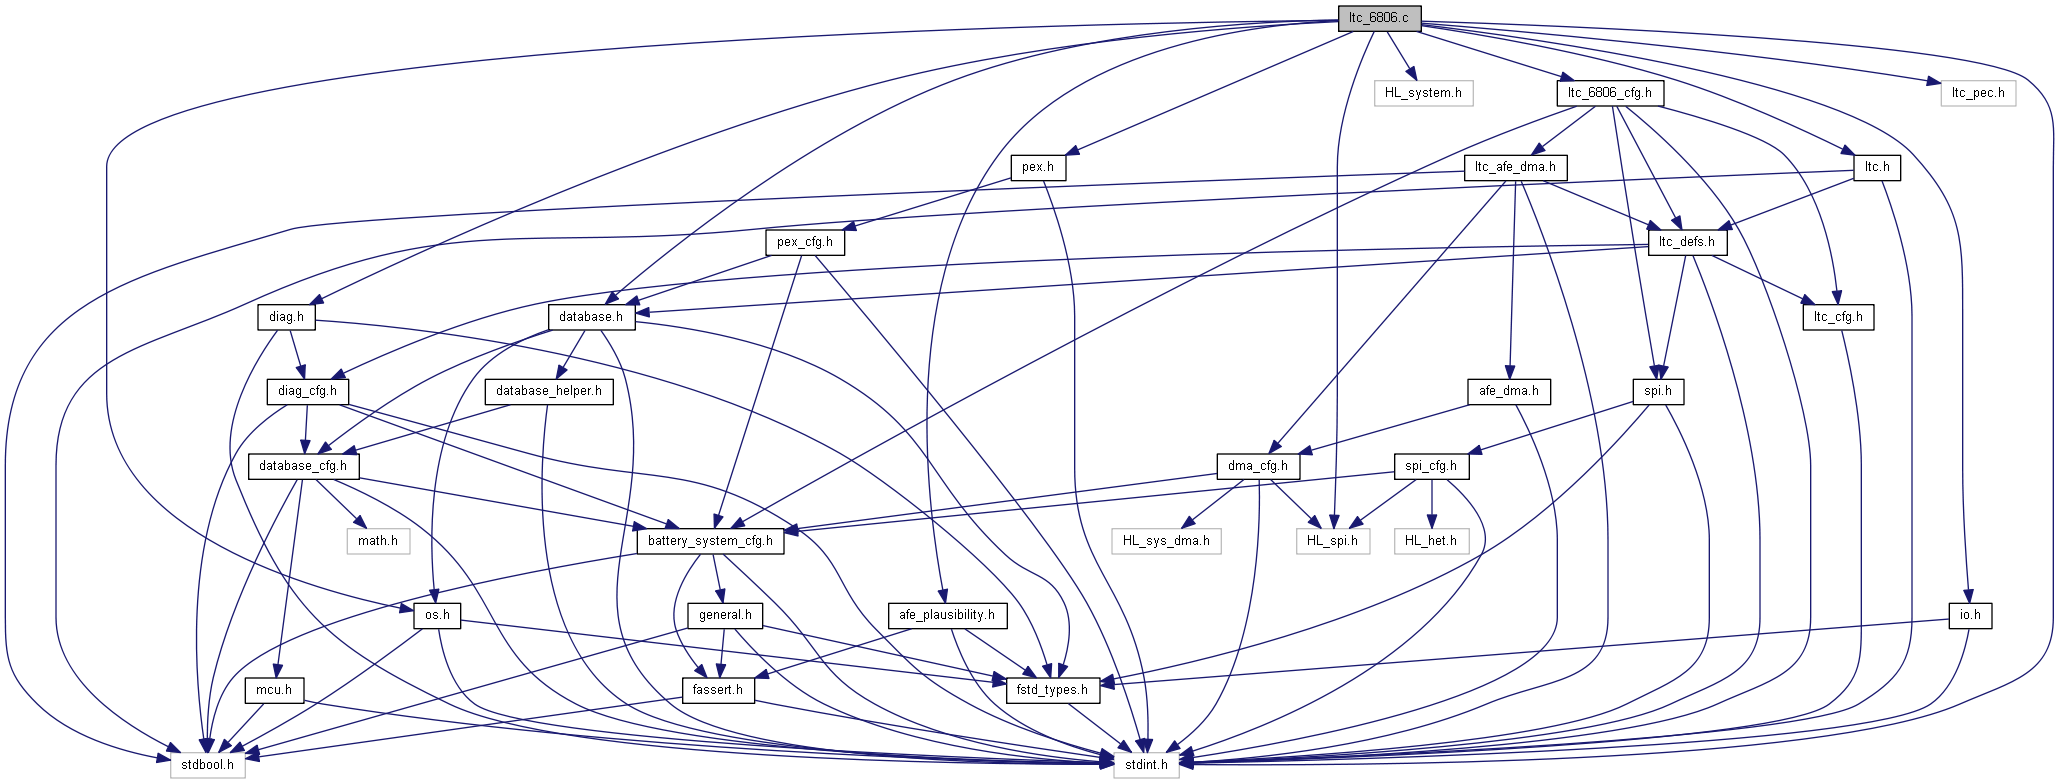 ltc_6806.c
HL_system.h
ltc_6806_cfg.h
ltc_pec.h
pex.h
ltc_afe_dma.h
ltc.h
pex_cfg.h
ltc_defs.h
diag.h
database.h
ltc_cfg.h
diag_cfg.h
database_helper.h
afe_dma.h
spi.h
database_cfg.h
dma_cfg.h
spi_cfg.h
math.h
battery_system_cfg.h
HL_sys_dma.h
HL_spi.h
HL_het.h
os.h
general.h
afe_plausibility.h
io.h
mcu.h
fassert.h
fstd_types.h
stdbool.h
stdint.h